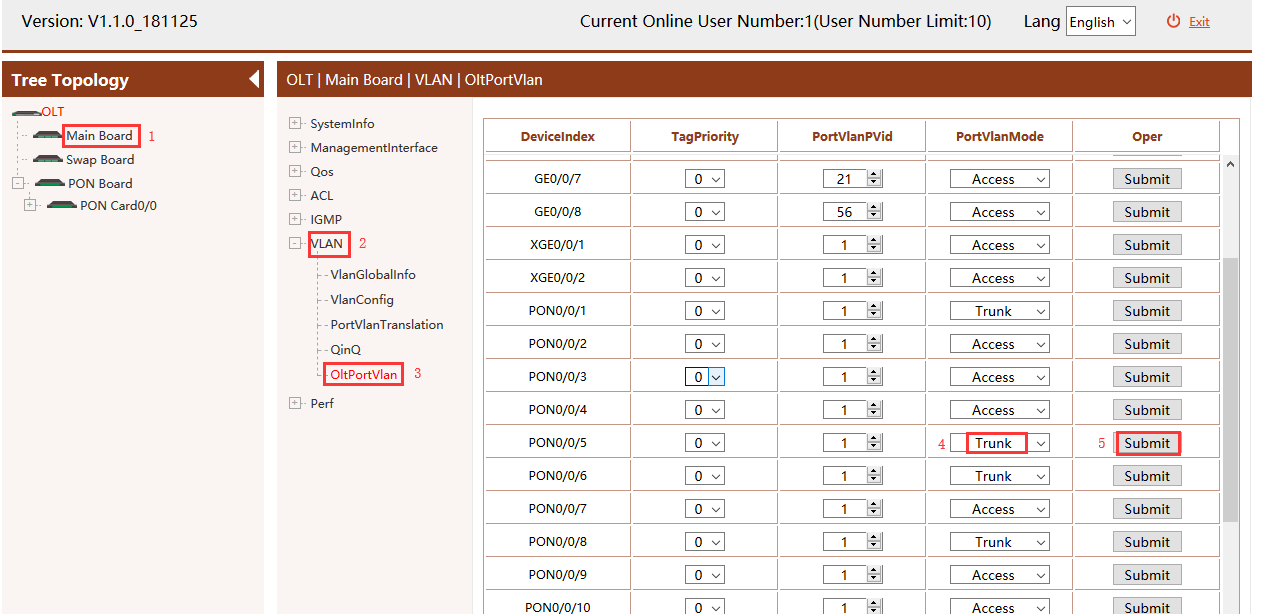 Version: V1.1.0_181125 Current Online User Number:1(User Number Limit:10) Lang English Exit
Tree Topology
OLT
Main Board 1
Swap Board
PON Board
PON Card0/0
OLT | Main Board | VLAN | OltPortVlan
SystemInfo
ManagementInterface
Qos
ACL
IGMP
VLAN 2
VlanGlobalInfo
VlanConfig
PortVlanTranslation
QinQ
OltPortVlan 3
Perf
DeviceIndex TagPriority PortVlanPVid PortVlanMode Oper
GE0/0/7 0 21 Access Submit
GE0/0/8 0 56 Access Submit
XGE0/0/1 0 1 Access Submit
XGE0/0/2 0 1 Access Submit
PON0/0/1 0 1 Trunk Submit
PON0/0/2 0 1 Access Submit
PON0/0/3 0 1 Access Submit
PON0/0/4 0 1 Access Submit
PON0/0/5 0 1 4 Trunk 5 Submit
PON0/0/6 0 1 Trunk Submit
PON0/0/7 0 1 Access Submit
PON0/0/8 0 1 Trunk Submit
PON0/0/9 0 1 Access Submit
PON0/0/10 0 1 Access Submit